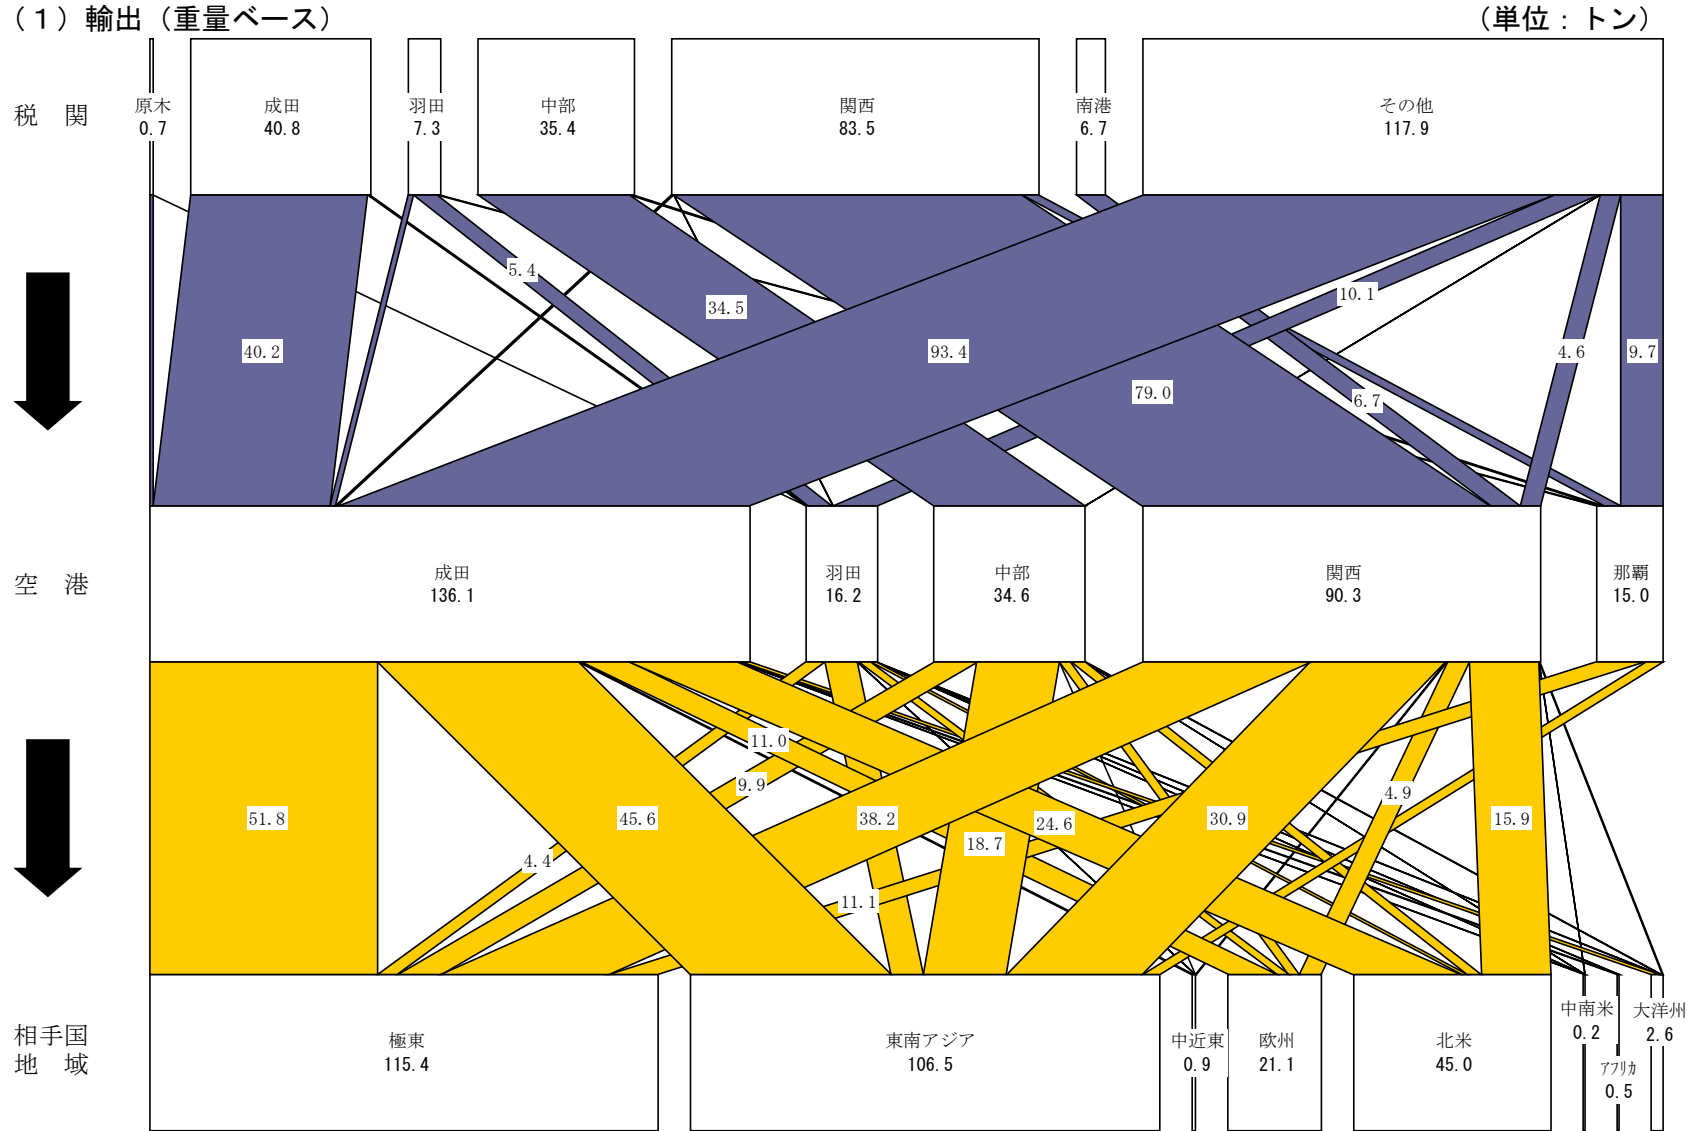 （１）輸出（重量ベース）
（単位：トン）
税　関
原木
0.7
成田
40.8
羽田
7.3
中部
35.4
関西
83.5
南港
6.7
その他
117.9
5.4
34.5
10.1
40.2
93.4
4.6
9.7
79.0
6.7
空　港
成田
136.1
羽田
16.2
中部
34.6
関西
90.3
那覇
15.0
11.0
9.9
4.9
51.8
45.6
38.2
24.6
30.9
15.9
18.7
4.4
11.1
相手国
地　域
極東
115.4
東南アジア
106.5
中近東
0.9
欧州
21.1
北米
45.0
中南米
0.2
ｱﾌﾘｶ
0.5
大洋州
2.6